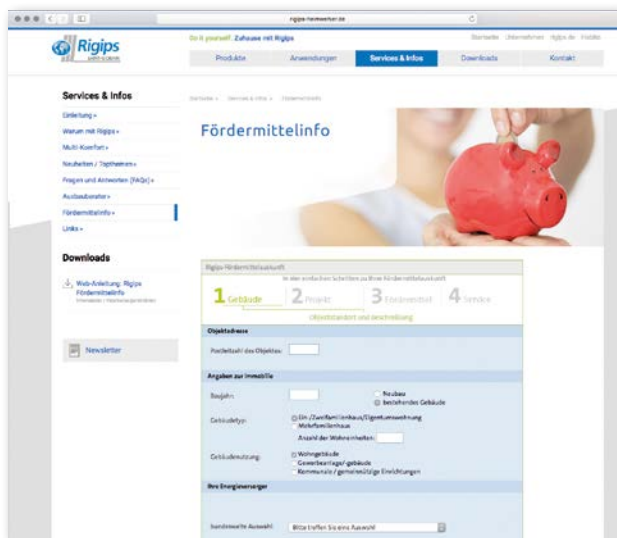 rigips-heimwerker.de
Rigips
SAINT-GOBAIN
Do it yourself. Zuhause mit Rigips
Startseite Unternehmen rigips.de
Produkte Anwendungen Services & Infos Downloads Kontakt
Services & Infos
Einleitung »
Warum mit Rigips »
Multi-Komfort »
Neuheiten / Topthemen »
Fragen und Antworten (FAQs) »
Ausbauberater »
Fördermittelinfo »
Links »
Downloads
Web-Anleitung: Rigips
Fördermittelinfo
Newsletter
Startseite » Services & Infos » Fördermittelinfo
Fördermittelinfo
Rigips-Fördermittelauskunft
In vier einfachen Schritten zu Ihrer Fördermittelauskunft
1 Gebäude 2 Projekt 3 Fördermittel 4 Service
Objektstandort und Beschreibung
Objektadresse
Postleitzahl des Objektes:
Angaben zur Immobilie
Baujahr:
Neubau
bestehendes Gebäude
Gebäudetyp:
Ein-/Zweifamilienhaus/Eigentumswohnung
Mehrfamilienhaus
Anzahl der Wohneinheiten:
Gebäudenutzung:
Wohngebäude
Gewerbeanlage/-gebäude
Kommunale / gemeinnützige Einrichtungen
Ihre Energieversorger
bundesweite Auswahl:
Bitte treffen Sie eine Auswahl